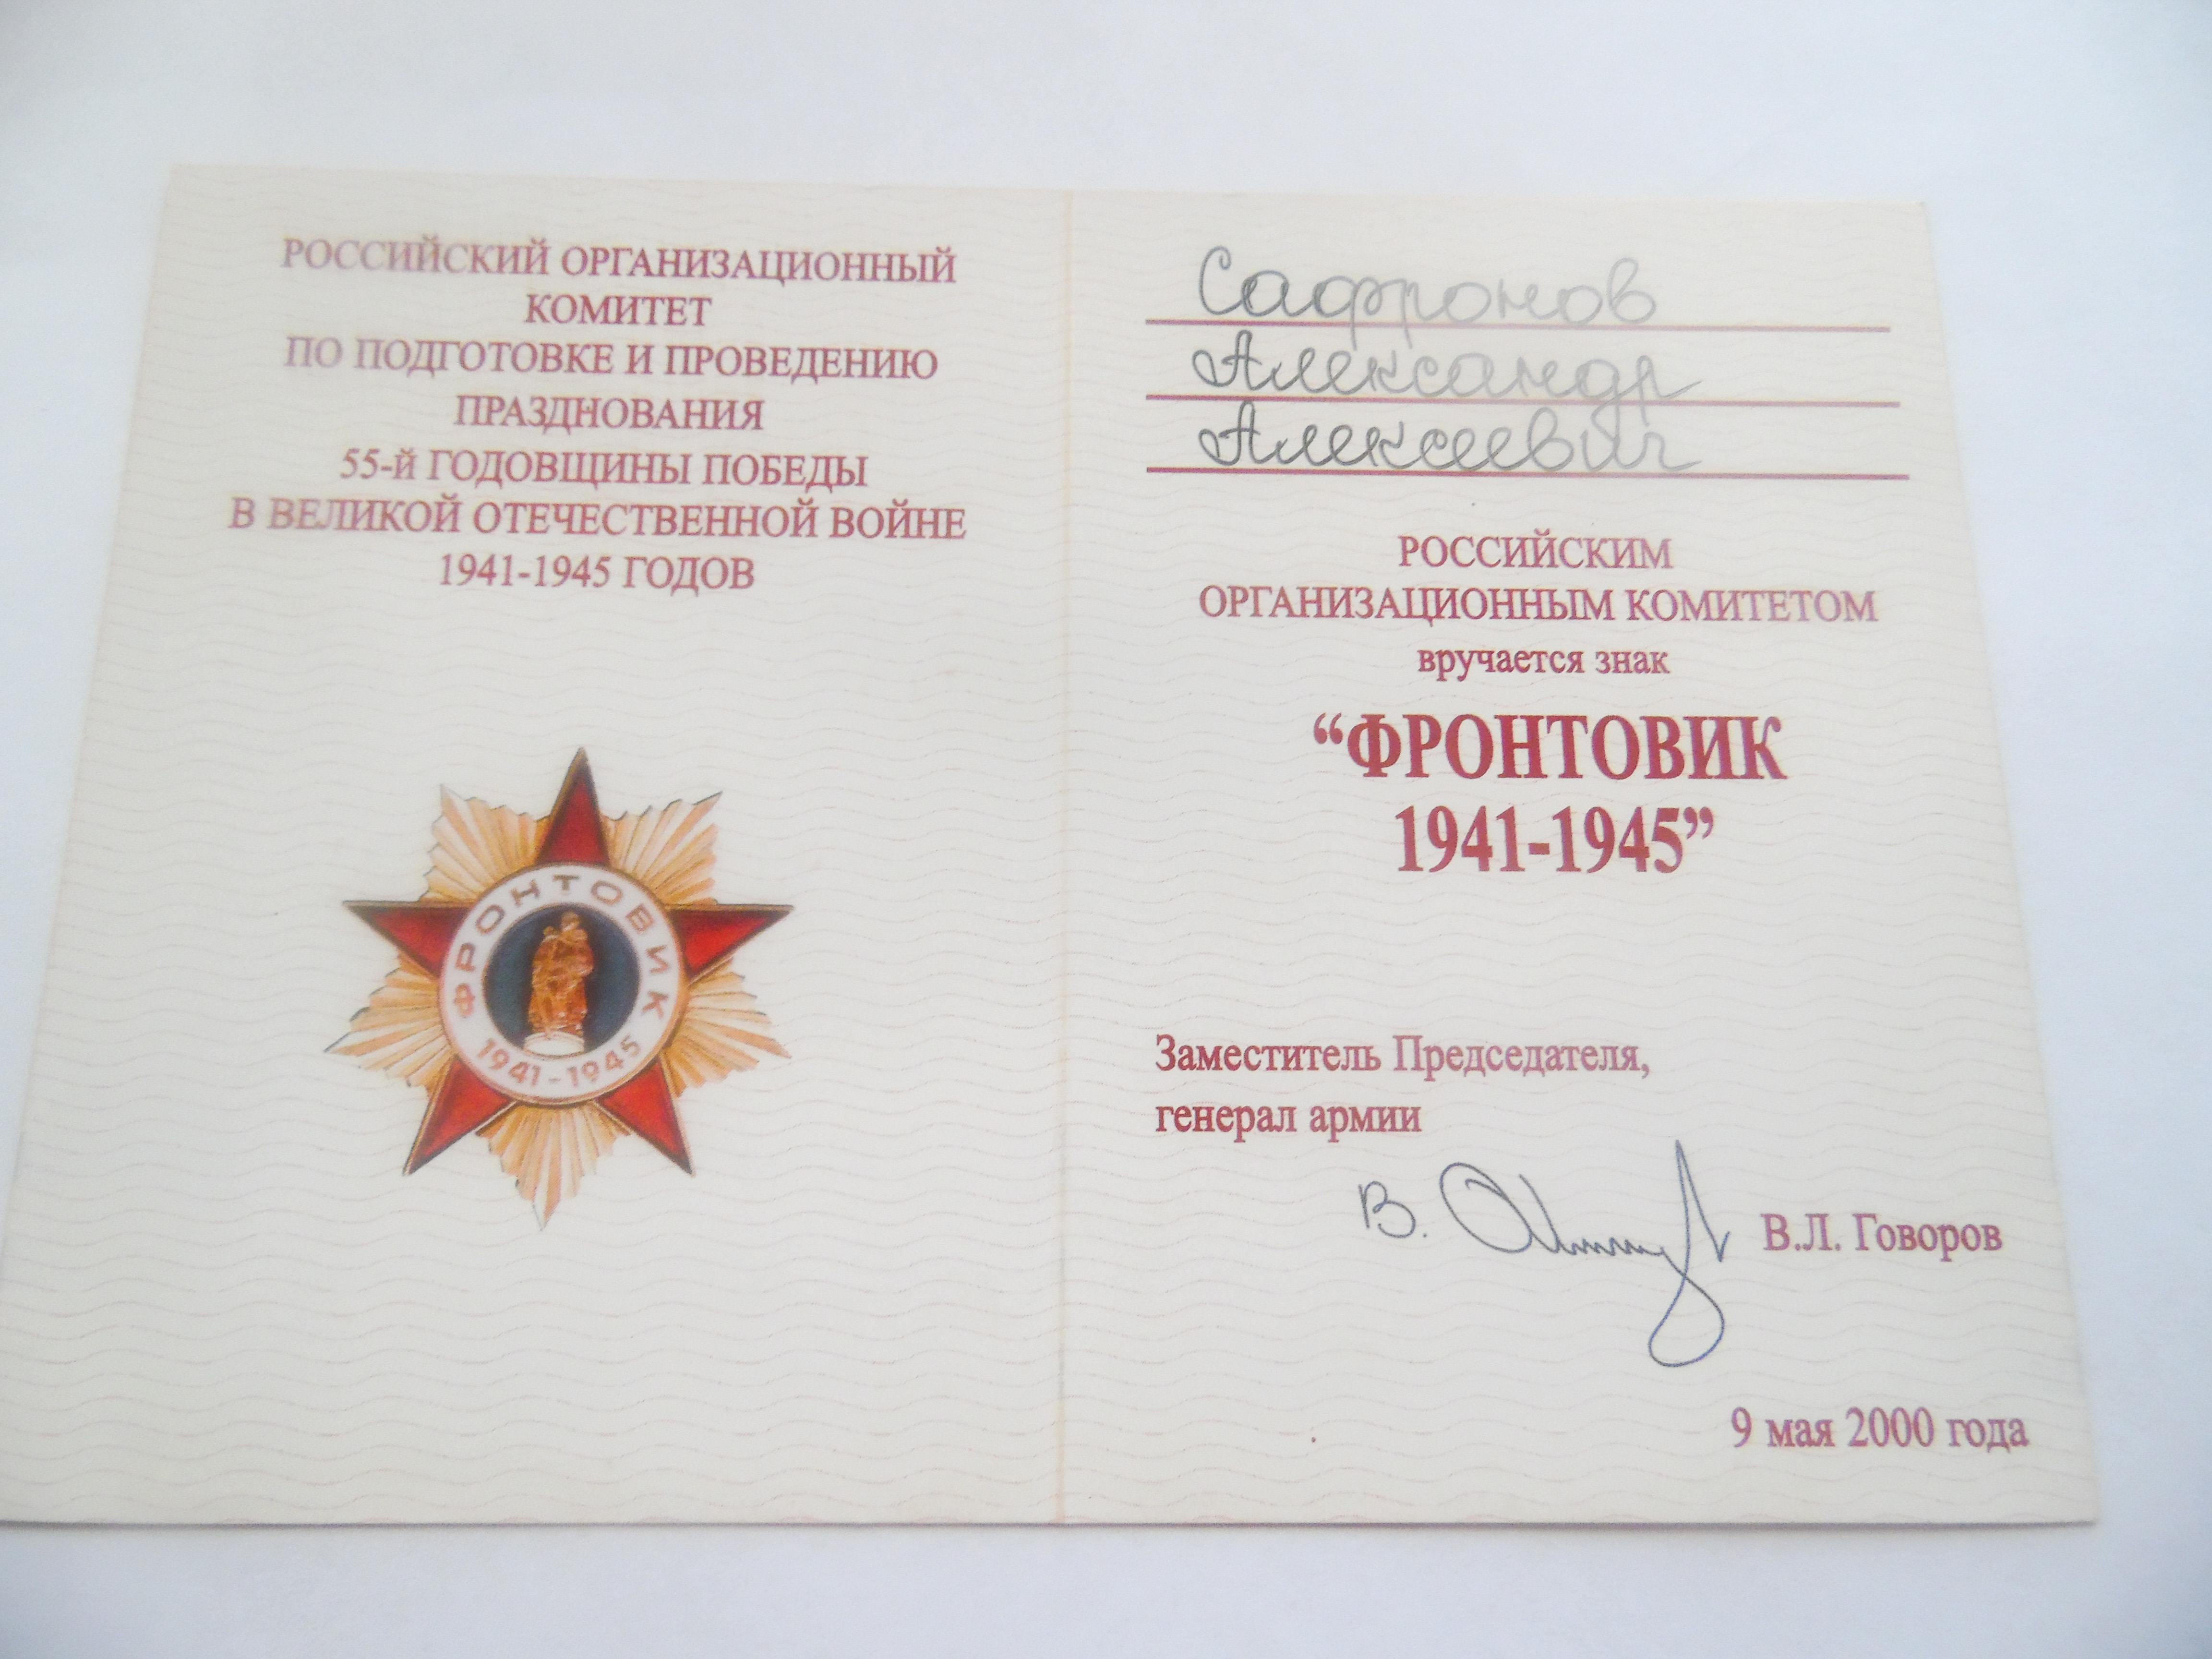 РОССИЙСКИЙ ОРГАНИЗАЦИОННЫЙ
КОМИТЕТ
ПО ПОДГОТОВКЕ И ПРОВЕДЕНИЮ
ПРАЗДНОВАНИЯ
55-й ГОДОВЩИНЫ ПОБЕДЫ
В ВЕЛИКОЙ ОТЕЧЕСТВЕННОЙ ВОЙНЕ
1941-1945 ГОДОВ
ФРОНТОВИК
1941-1945
Сафронов
Александр
Алексеевич
РОССИЙСКИМ
ОРГАНИЗАЦИОННЫМ КОМИТЕТОМ
вручается знак
“ФРОНТОВИК
1941-1945”
Заместитель Председателя,
генерал армии
В. В.Л. Говоров
9 мая 2000 года